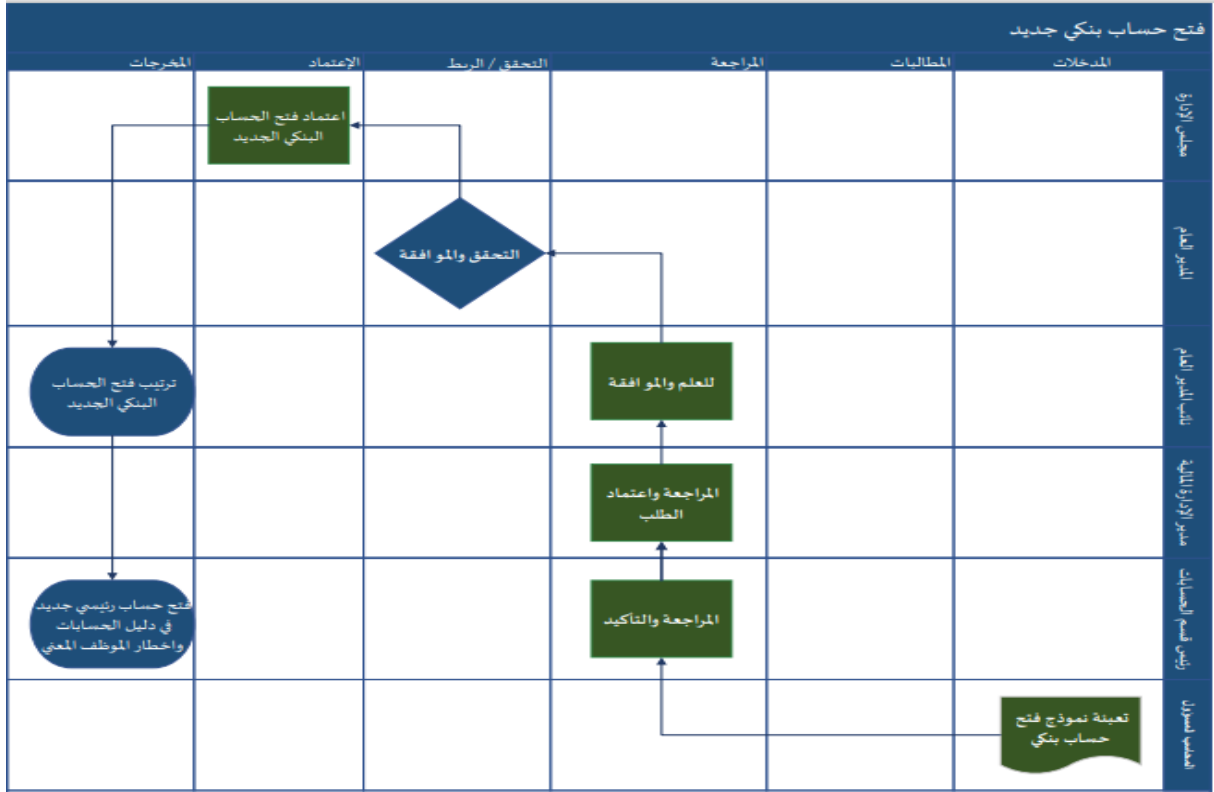 فتح حساب بنكي جديد
المدخلات
المطالبات
المراجعة
التحقق / الربط
الإعتماد
المخرجات
مجلس الإدارة
اعتماد فتح الحساب
البنكي الجديد
المدير العام
التحقق والموافقة
نائب المدير العام
للعلم والموافقة
ترتيب فتح الحساب
البنكي الجديد
مدير الإدارة المالية
المراجعة واعتماد
الطلب
رئيس قسم الحسابات
المراجعة والتأكيد
فتح حساب رئيسي جديد
في دليل الحسابات
واخطار الموظف المعني
المحاسب لمسؤول
تعبئة نموذج فتح
حساب بنكي